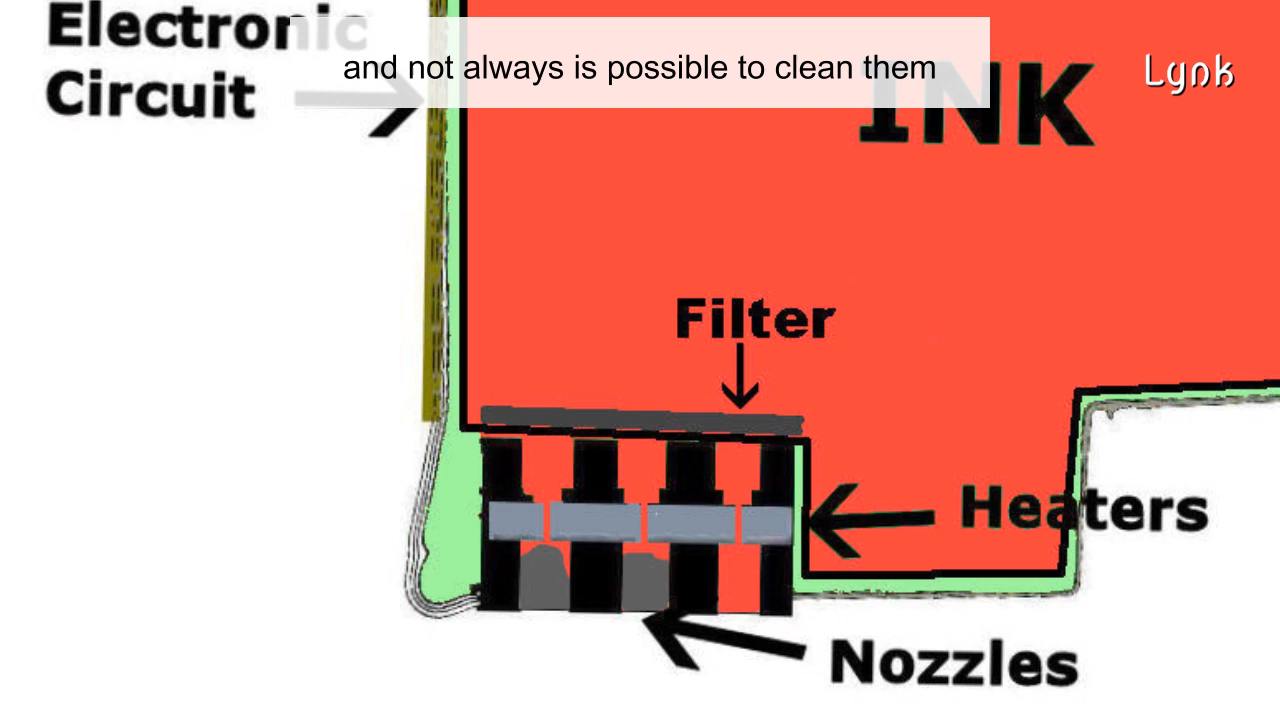 Electronic
Circuit
and not always is possible to clean them
INK
Lynk
Filter
Heaters
Nozzles